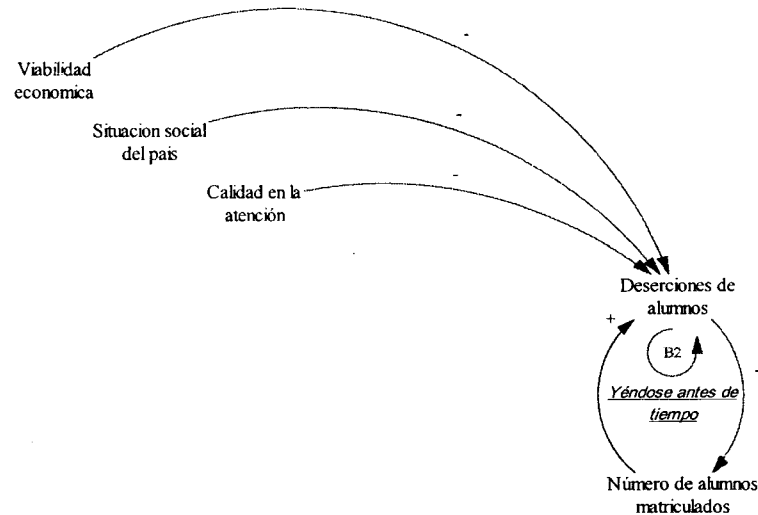 -
Viabilidad
economica
-
Situacion social
del pais
-
Calidad en la
atención
Deserciones de
alumnos
+
B2
-
Yéndose antes de
tiempo
Número de alumnos
matriculados